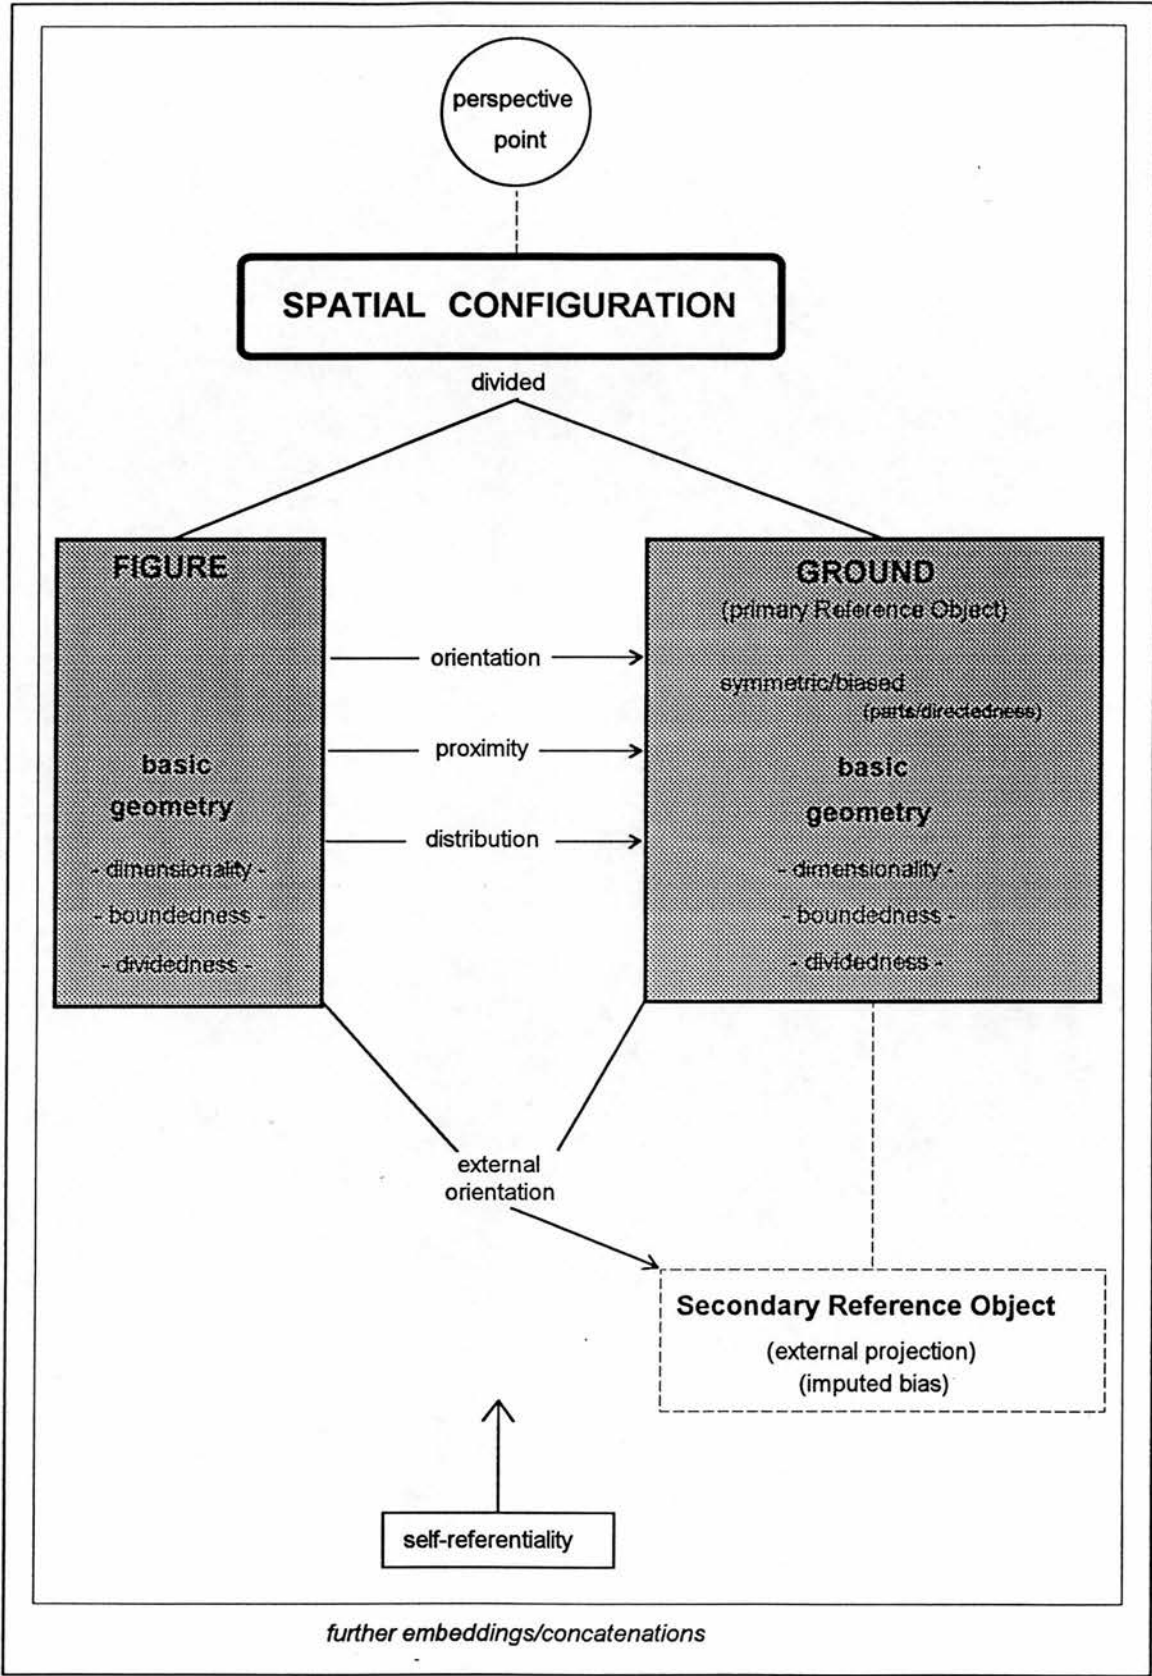 perspective
point
SPATIAL CONFIGURATION
divided
FIGURE
basic
geometry
- dimensionality -
- boundedness -
- dividedness -
orientation
proximity
distribution
GROUND
(primary Reference Object)
symmetric/biased
(parts/directedness)
basic
geometry
- dimensionality -
- boundedness -
- dividedness -
external
orientation
Secondary Reference Object
(external projection)
(imputed bias)
self-referentiality
further embeddings/concatenations